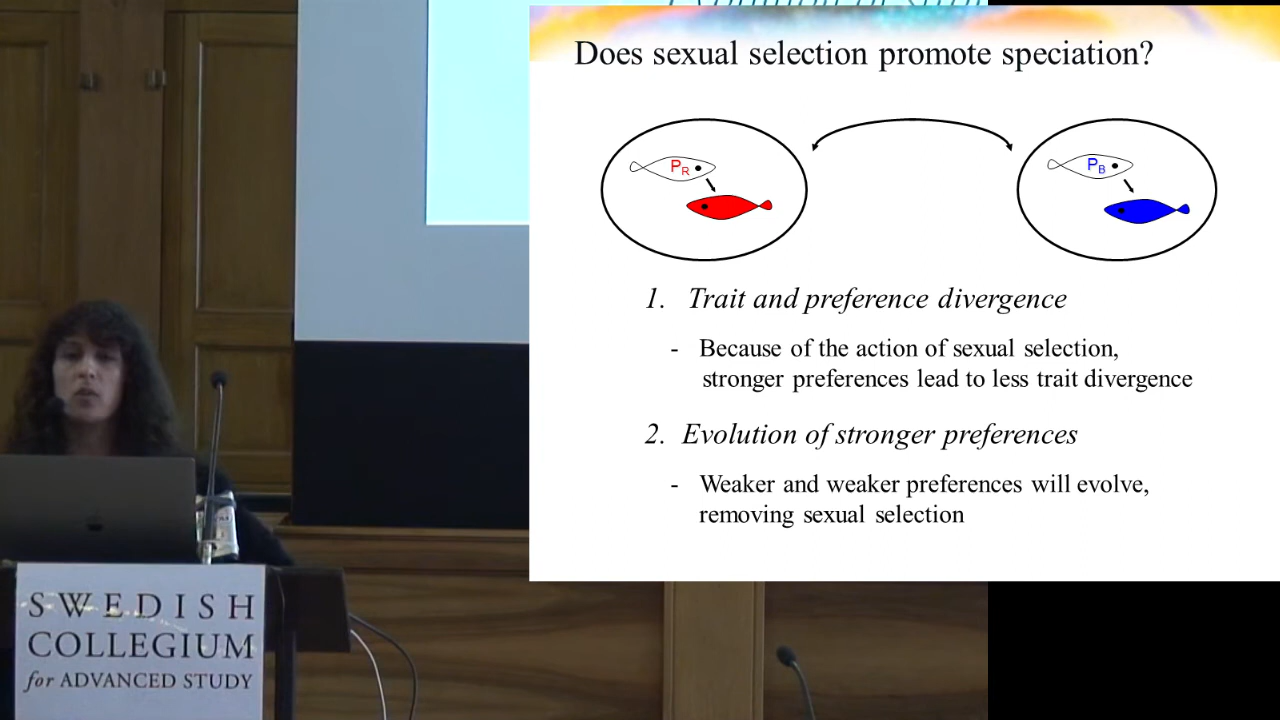 Does sexual selection promote speciation?
PR
PB
1. Trait and preference divergence
- Because of the action of sexual selection,
stronger preferences lead to less trait divergence
2. Evolution of stronger preferences
- Weaker and weaker preferences will evolve,
removing sexual selection
SWEDISH
COLLEGIUM
for ADVANCED STUDY